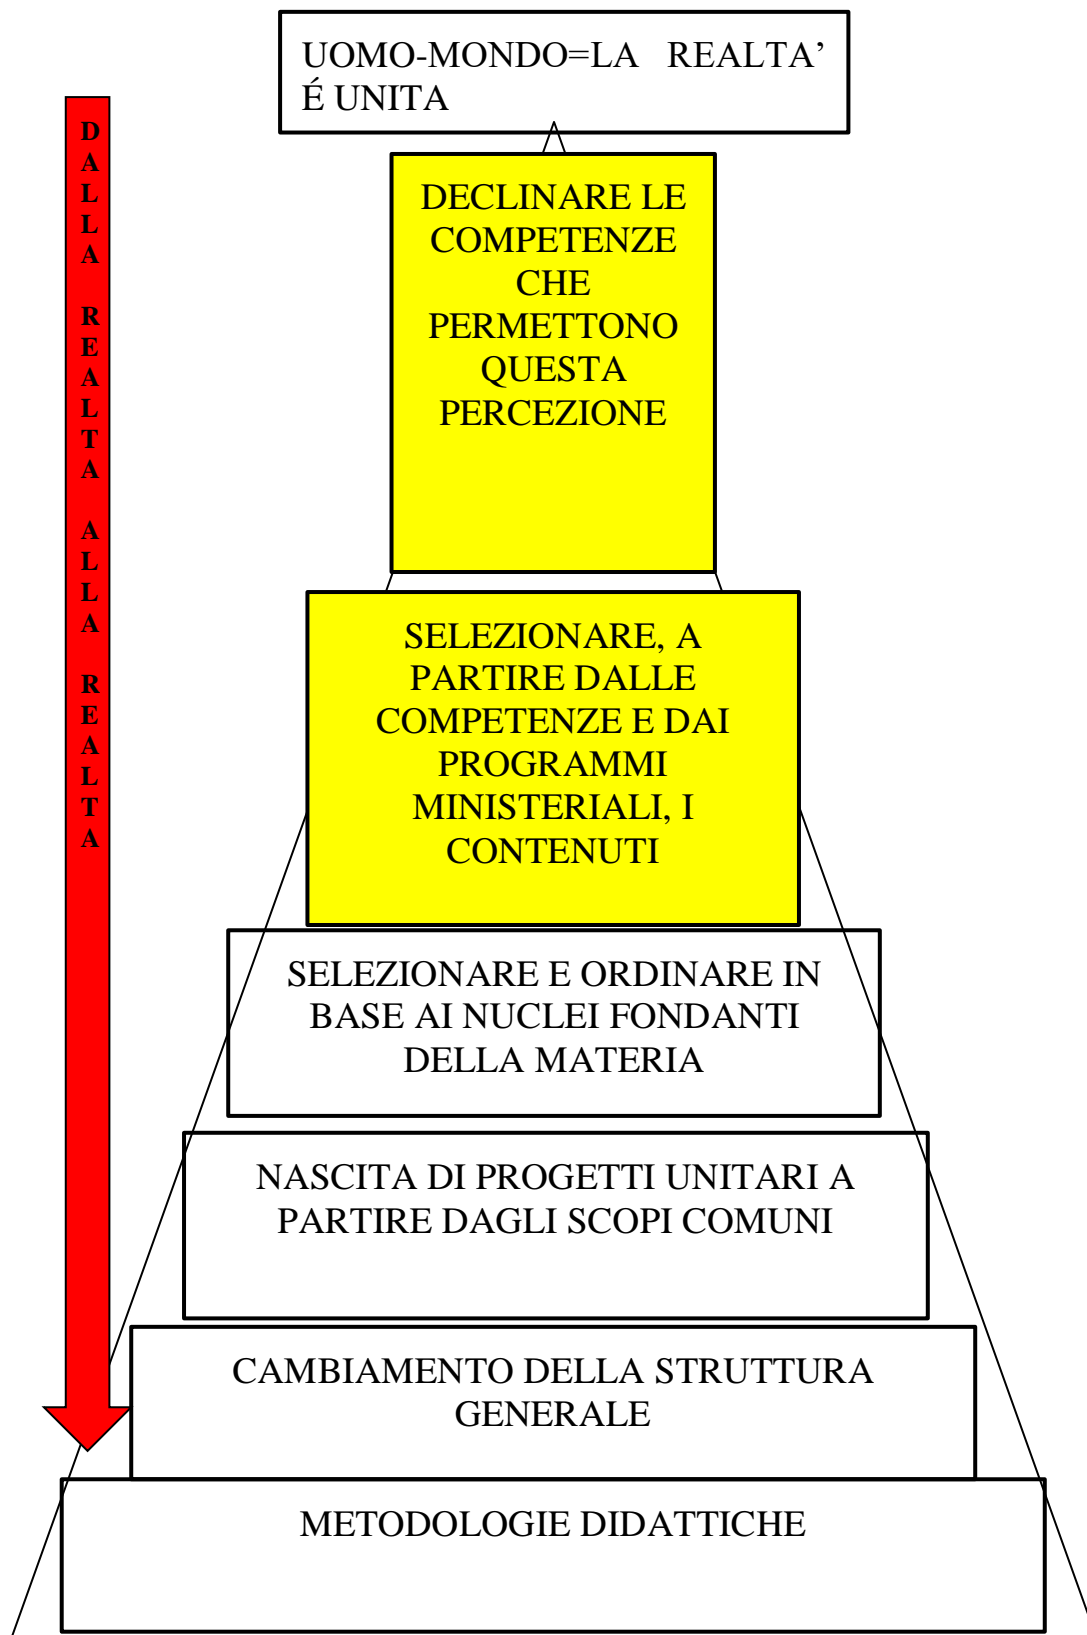 UOMO-MONDO=LA REALTA’
É UNITA
DALLA REALTA ALLA REALTA
DECLINARE LE
COMPETENZE
CHE
PERMETTONO
QUESTA
PERCEZIONE
SELEZIONARE, A
PARTIRE DALLE
COMPETENZE E DAI
PROGRAMMI
MINISTERIALI, I
CONTENUTI
SELEZIONARE E ORDINARE IN
BASE AI NUCLEI FONDANTI
DELLA MATERIA
NASCITA DI PROGETTI UNITARI A
PARTIRE DAGLI SCOPI COMUNI
CAMBIAMENTO DELLA STRUTTURA
GENERALE
METODOLOGIE DIDATTICHE